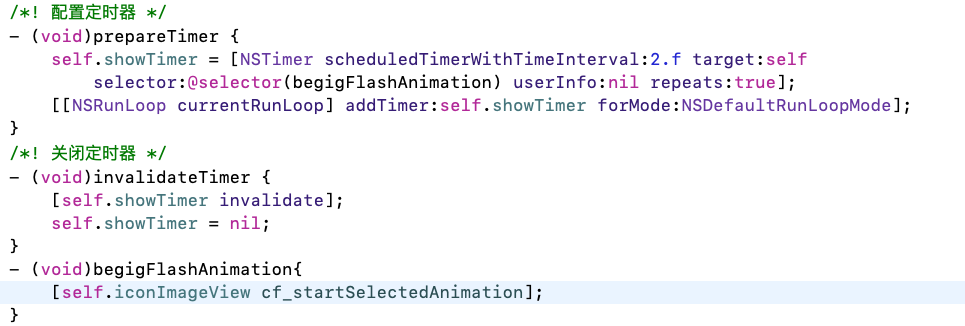 /*! 配置定时器 */
- (void)prepareTimer {
    self.showTimer = [NSTimer scheduledTimerWithTimeInterval:2.f target:self
        selector:@selector(begigFlashAnimation) userInfo:nil repeats:true];
    [[NSRunLoop currentRunLoop] addTimer:self.showTimer forMode:NSDefaultRunLoopMode];
}
/*! 关闭定时器 */
- (void)invalidateTimer {
    [self.showTimer invalidate];
    self.showTimer = nil;
}
- (void)begigFlashAnimation{
    [self.iconImageView cf_startSelectedAnimation];
}